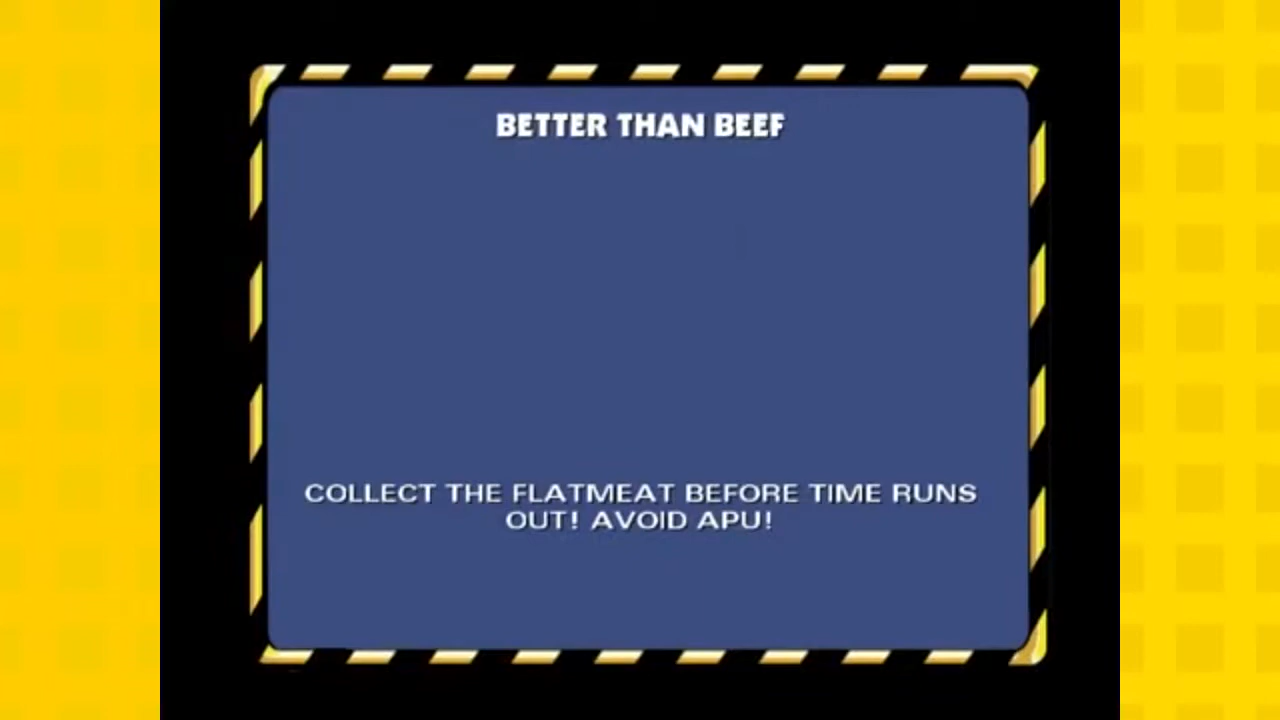 BETTER THAN BEEF
COLLECT THE FLATMEAT BEFORE TIME RUNS
OUT! AVOID APU!